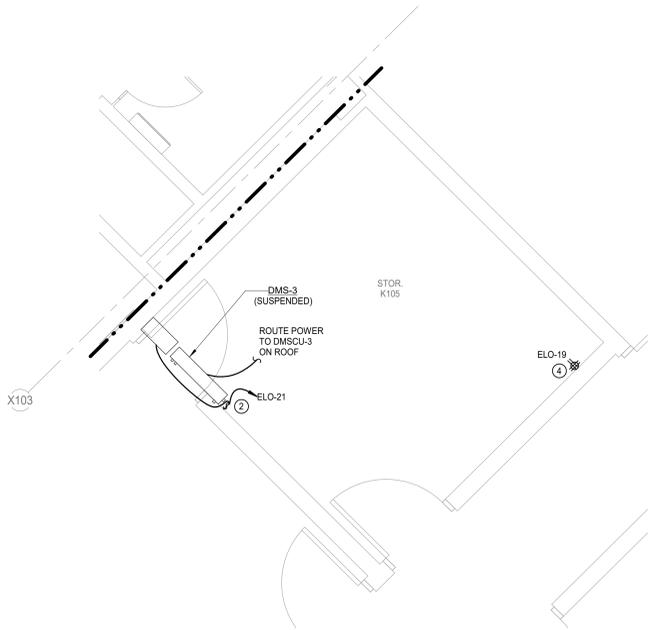 DMS-3
(SUSPENDED)
STOR.
K105
ROUTE POWER
TO DMSCU-3
ON ROOF
ELO-19
4
X103
ELO-21
2